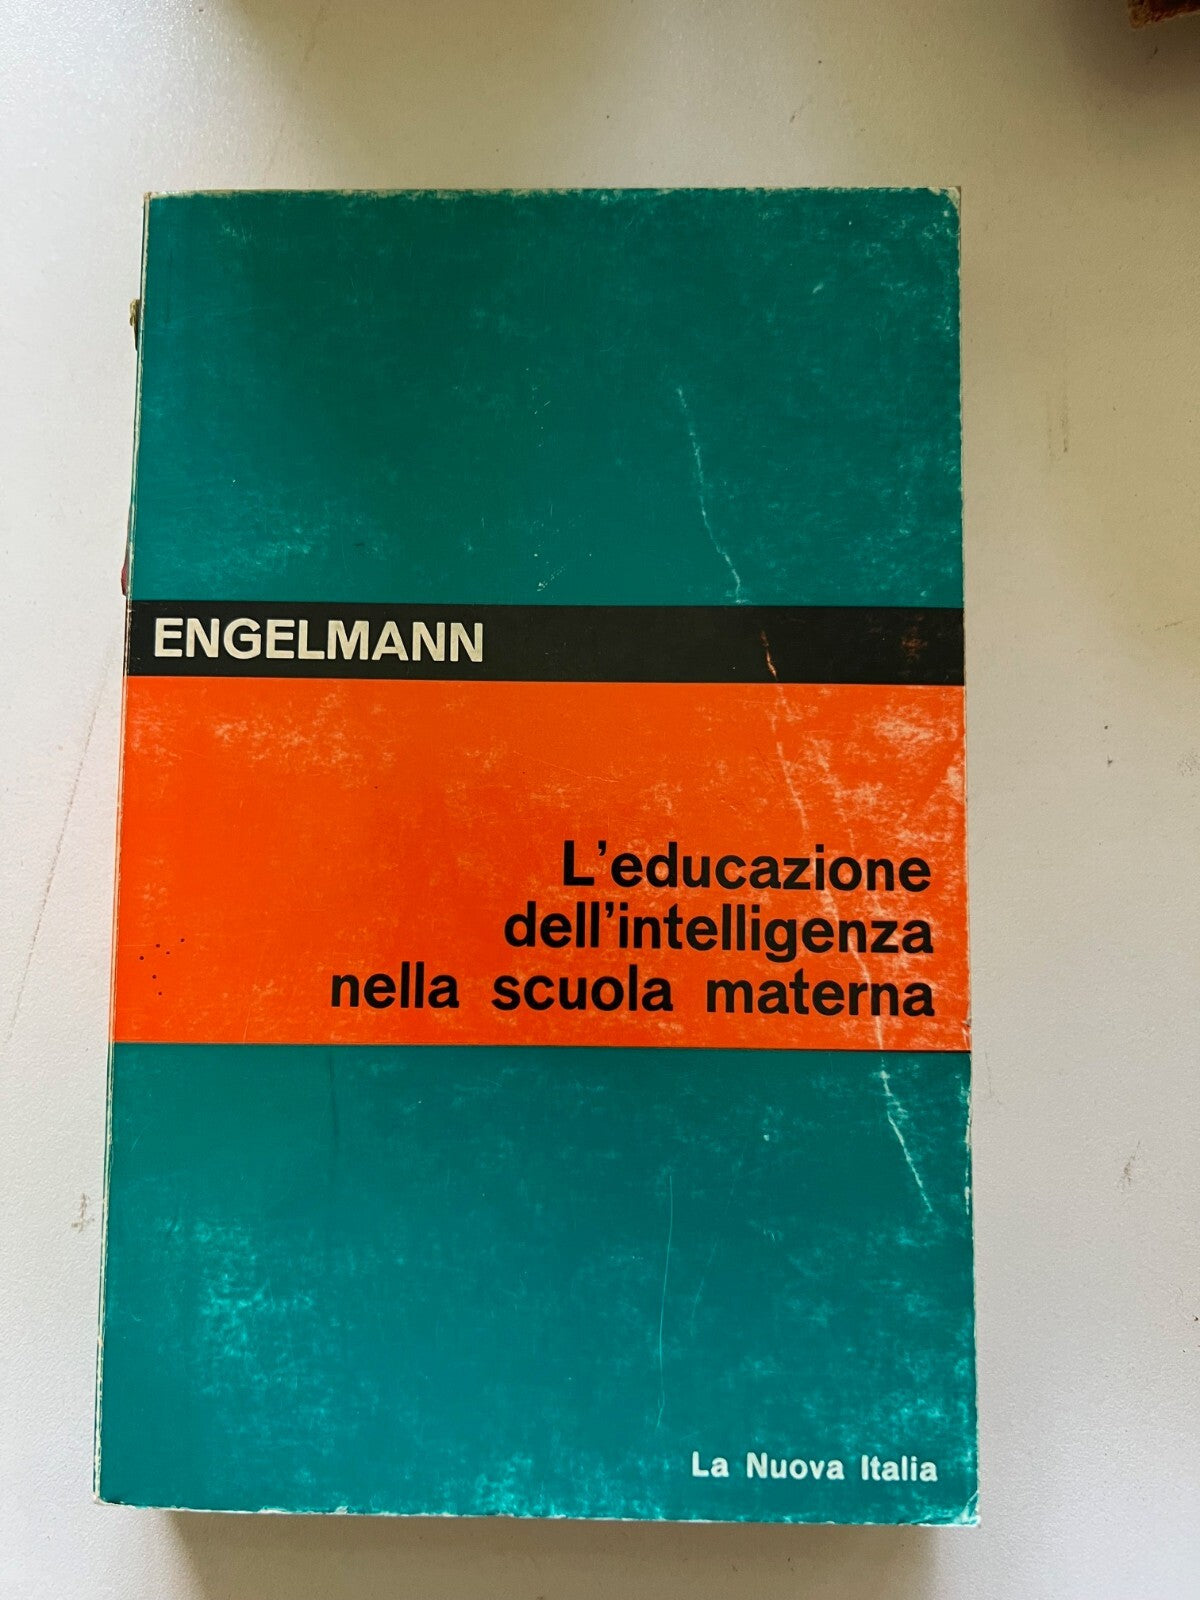 ENGELMANN
L'educazione
dell'intelligenza
nella scuola materna
La Nuova Italia